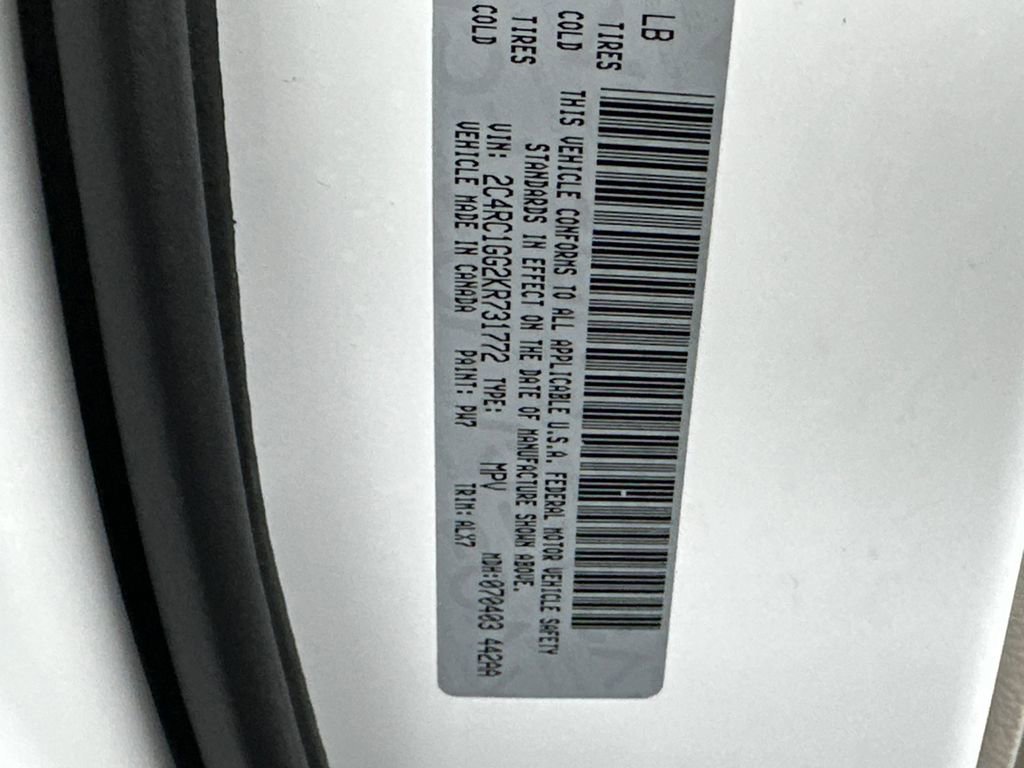 LB
TIRES TIRES
COLD COLD
THIS VEHICLE CONFORMS TO ALL APPLICABLE U.S.A. FEDERAL MOTOR VEHICLE SAFETY
STANDARDS IN EFFECT ON THE DATE OF MANUFACTURE SHOWN ABOVE.
VIN: 2C4RC1GG2KR731772 TYPE: MPV MDH:070403 442AA
VEHICLE MADE IN CANADA PAINT: PW7 TRIM:ALX7